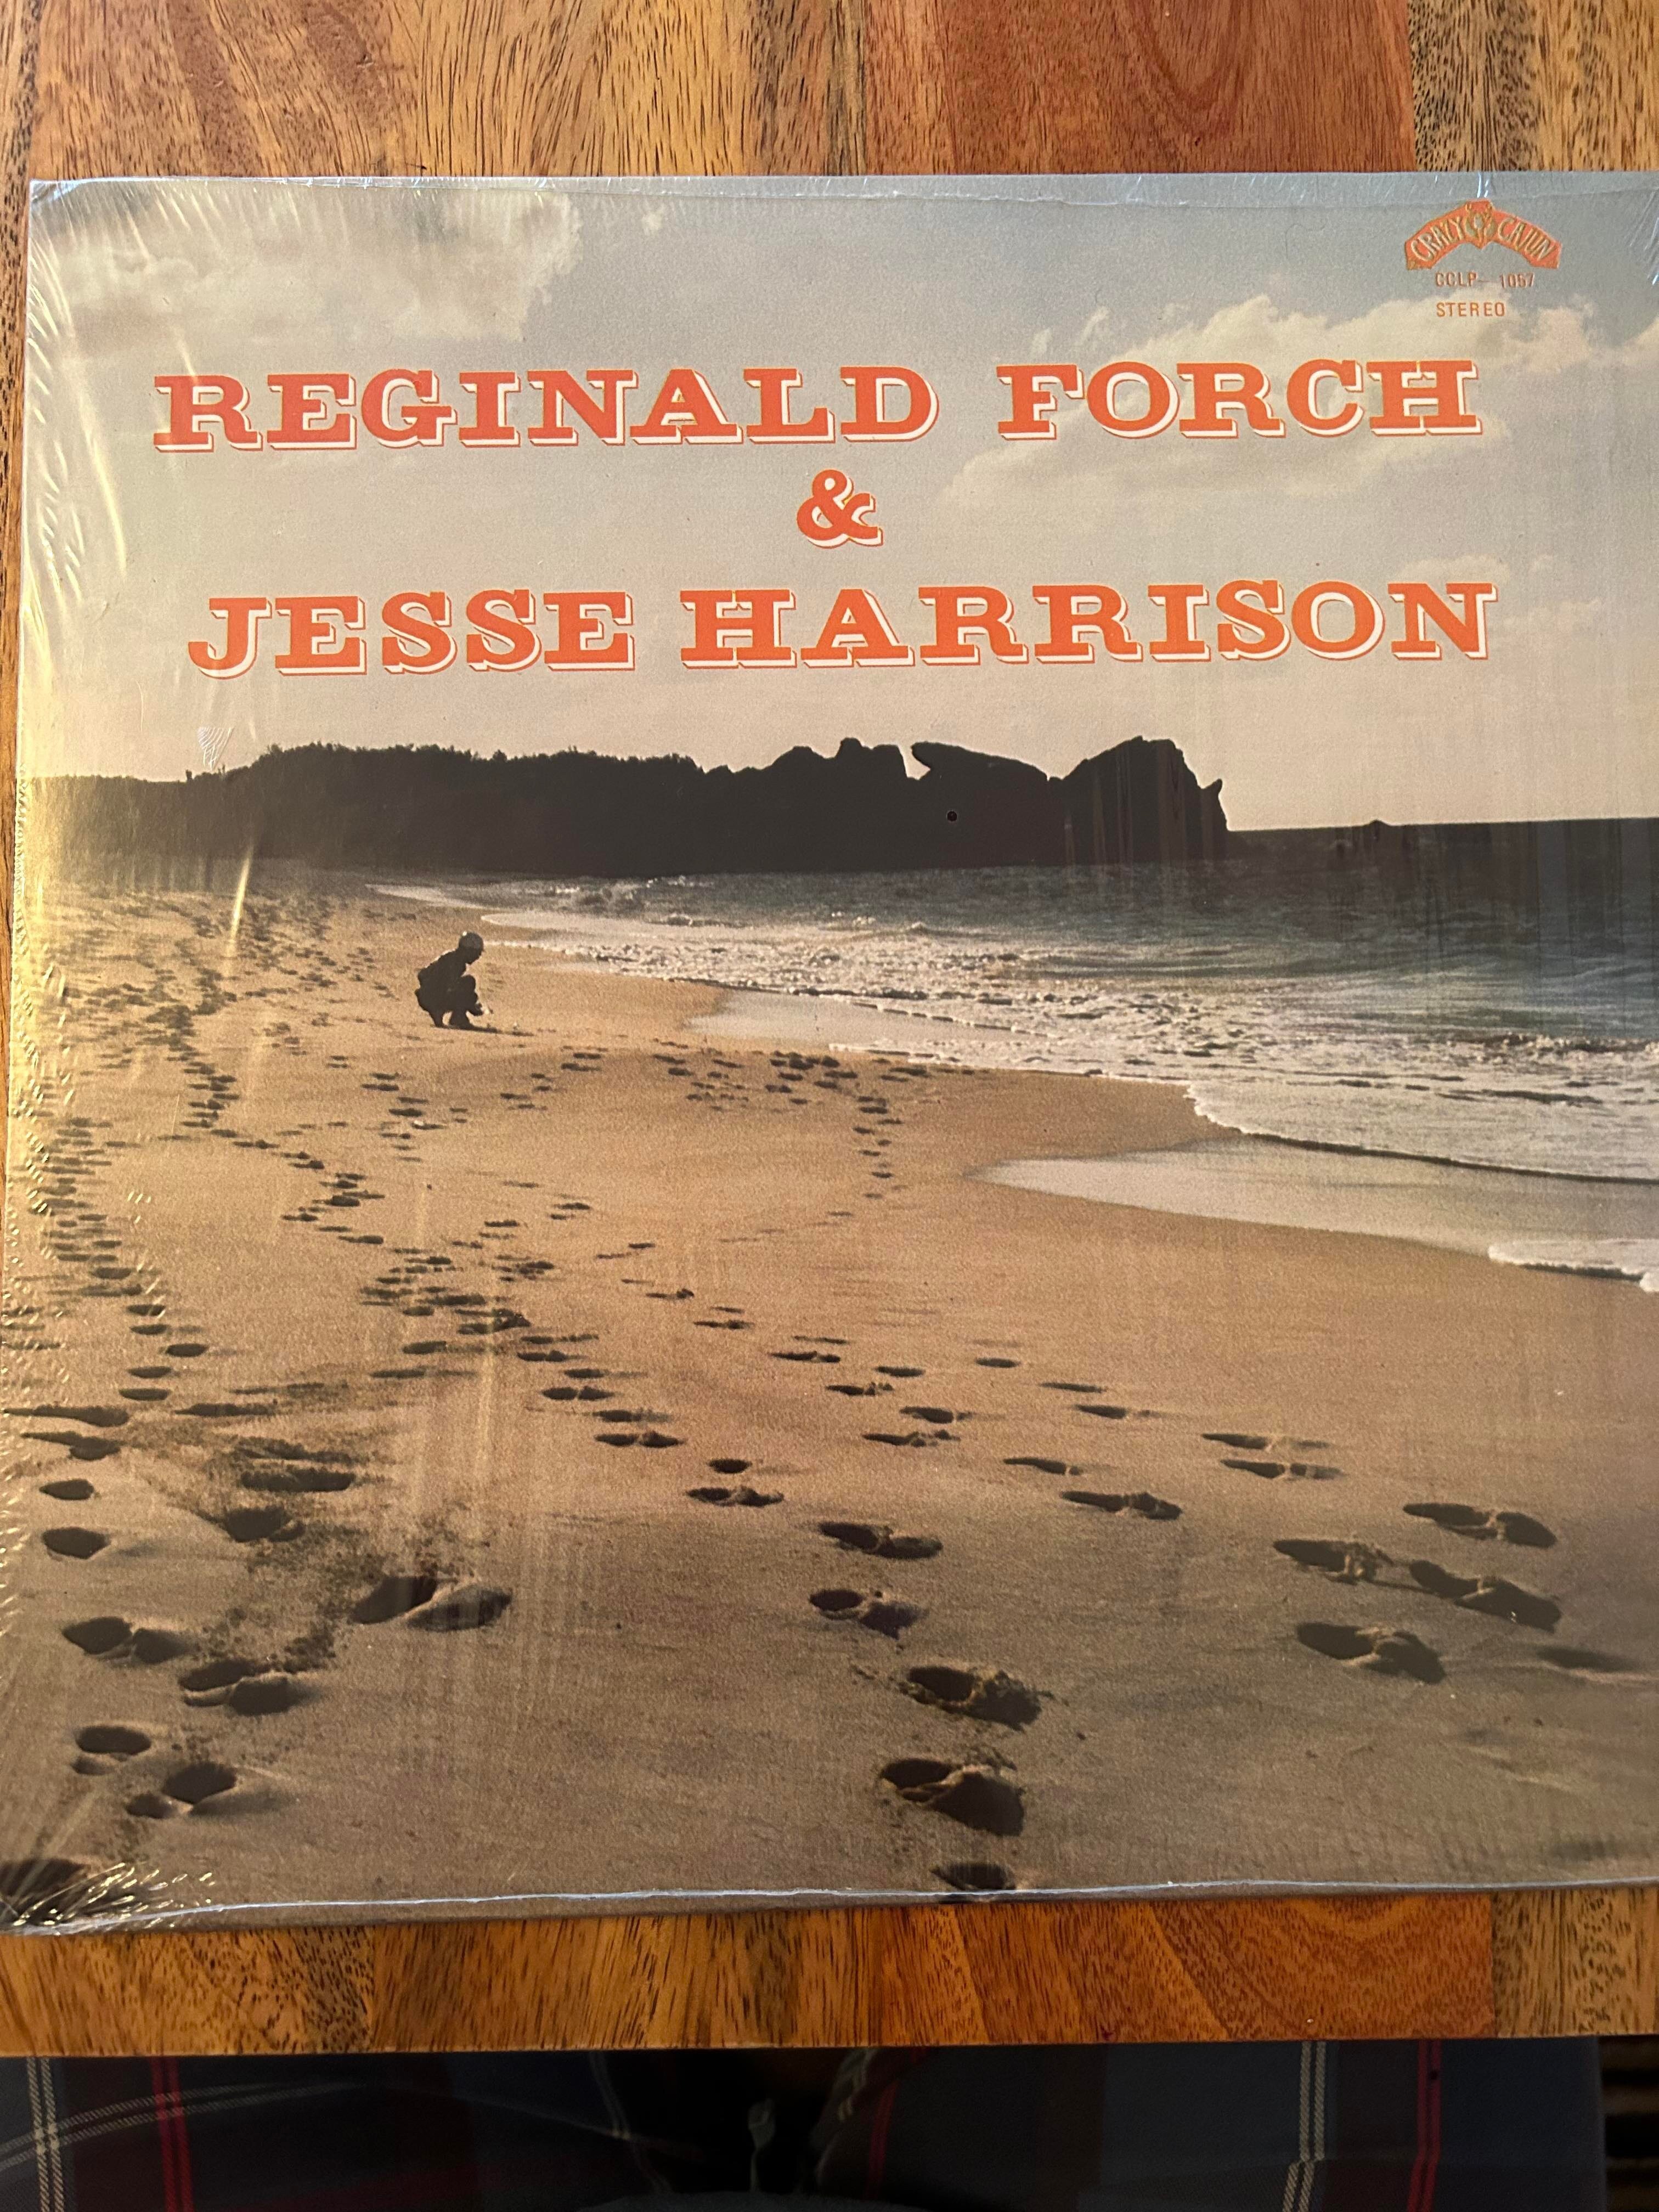 CRAZY CAJUN
CCLP- 1057
STEREO
REGINALD FORCH
&
JESSE HARRISON